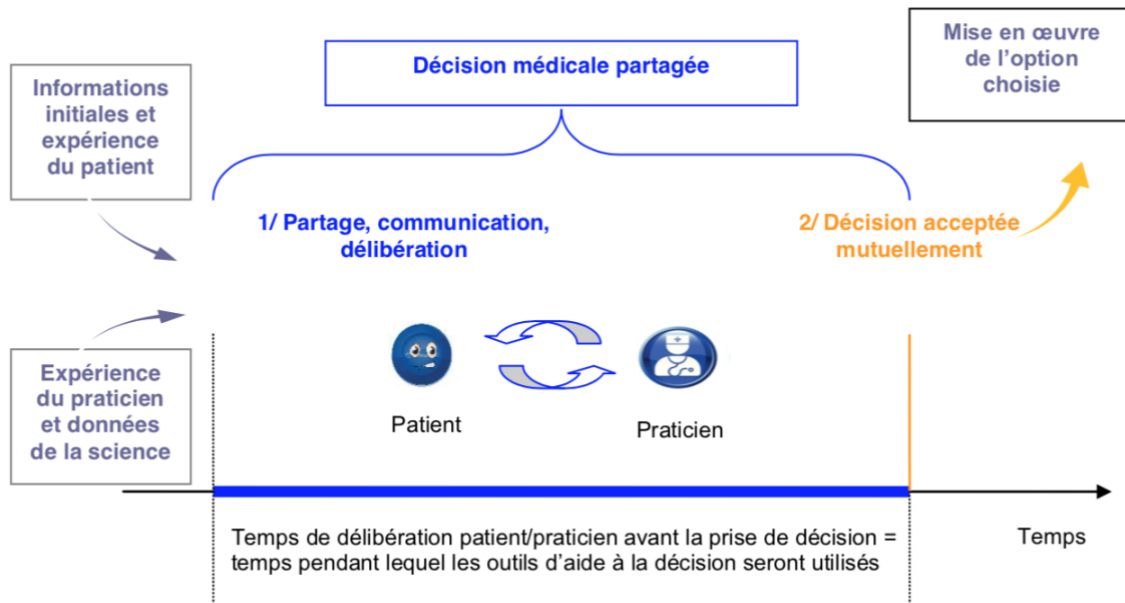 Décision médicale partagée
Mise en œuvre
de l'option
choisie
Informations
initiales et
expérience
du patient
1/ Partage, communication,
délibération
2/ Décision acceptée
mutuellement
Expérience
du praticien
et données
de la science
Patient
Praticien
Temps de délibération patient/praticien avant la prise de décision =
temps pendant lequel les outils d'aide à la décision seront utilisés
Temps